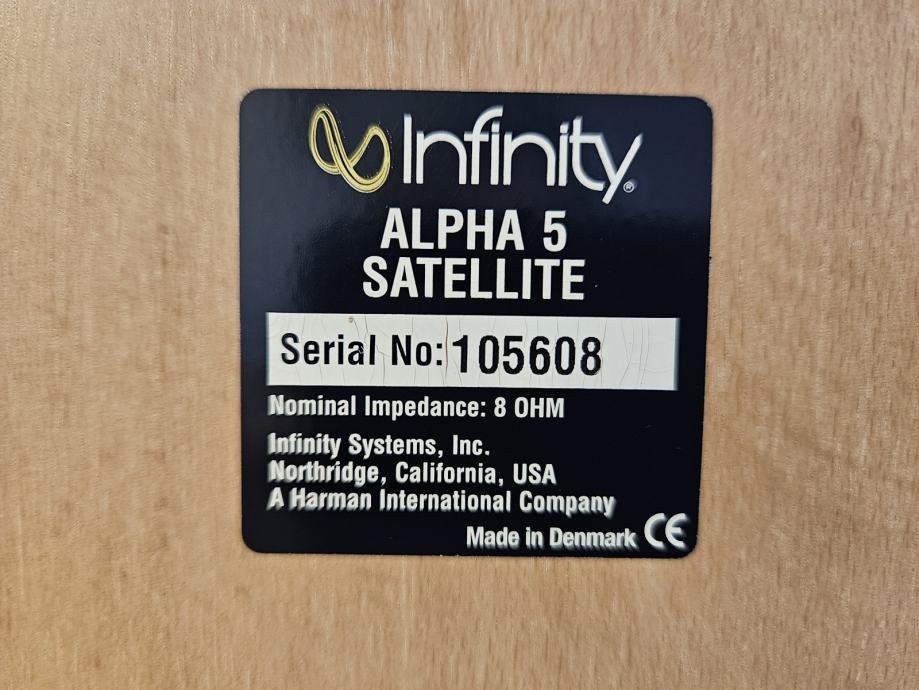 Infinity®
ALPHA 5
SATELLITE
Serial No: 105608
Nominal Impedance: 8 OHM
Infinity Systems, Inc.
Northridge, California, USA
A Harman International Company
Made in Denmark CE